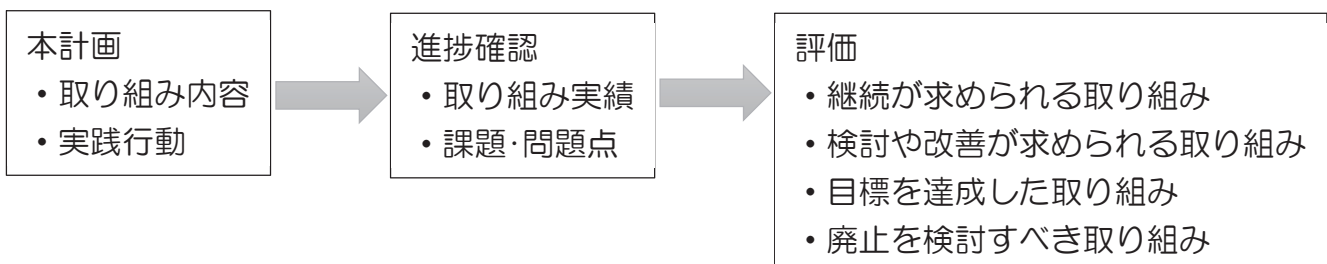 本計画
・取り組み内容
・実践行動
進捗確認
・取り組み実績
・課題･問題点
評価
・継続が求められる取り組み
・検討や改善が求められる取り組み
・目標を達成した取り組み
・廃止を検討すべき取り組み